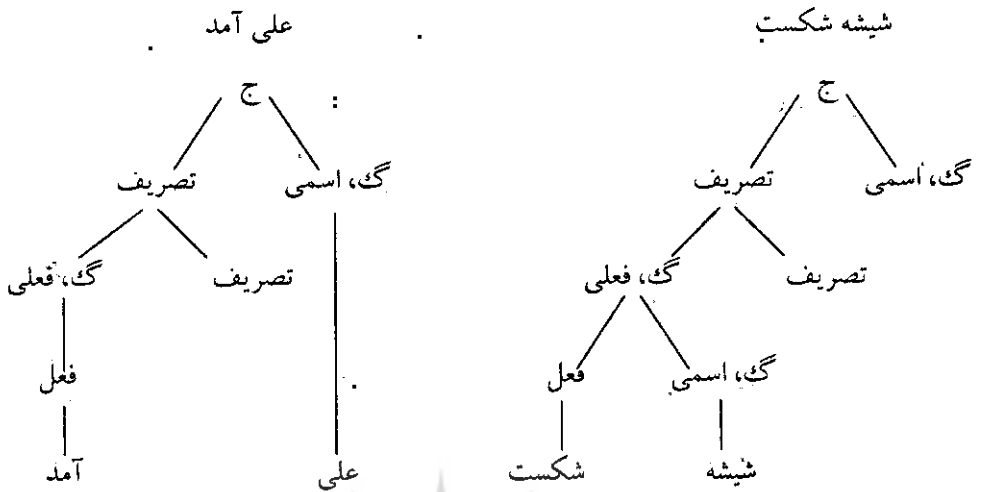 شیشه شکست
علی آمد
ج
ج
گ، اسمی
تصریف
گ، اسمی
تصریف
تصریف
گ، فعلی
تصریف
گ، فعلی
گ، اسمی
فعل
فعل
شیشه
شکست
علی
آمد